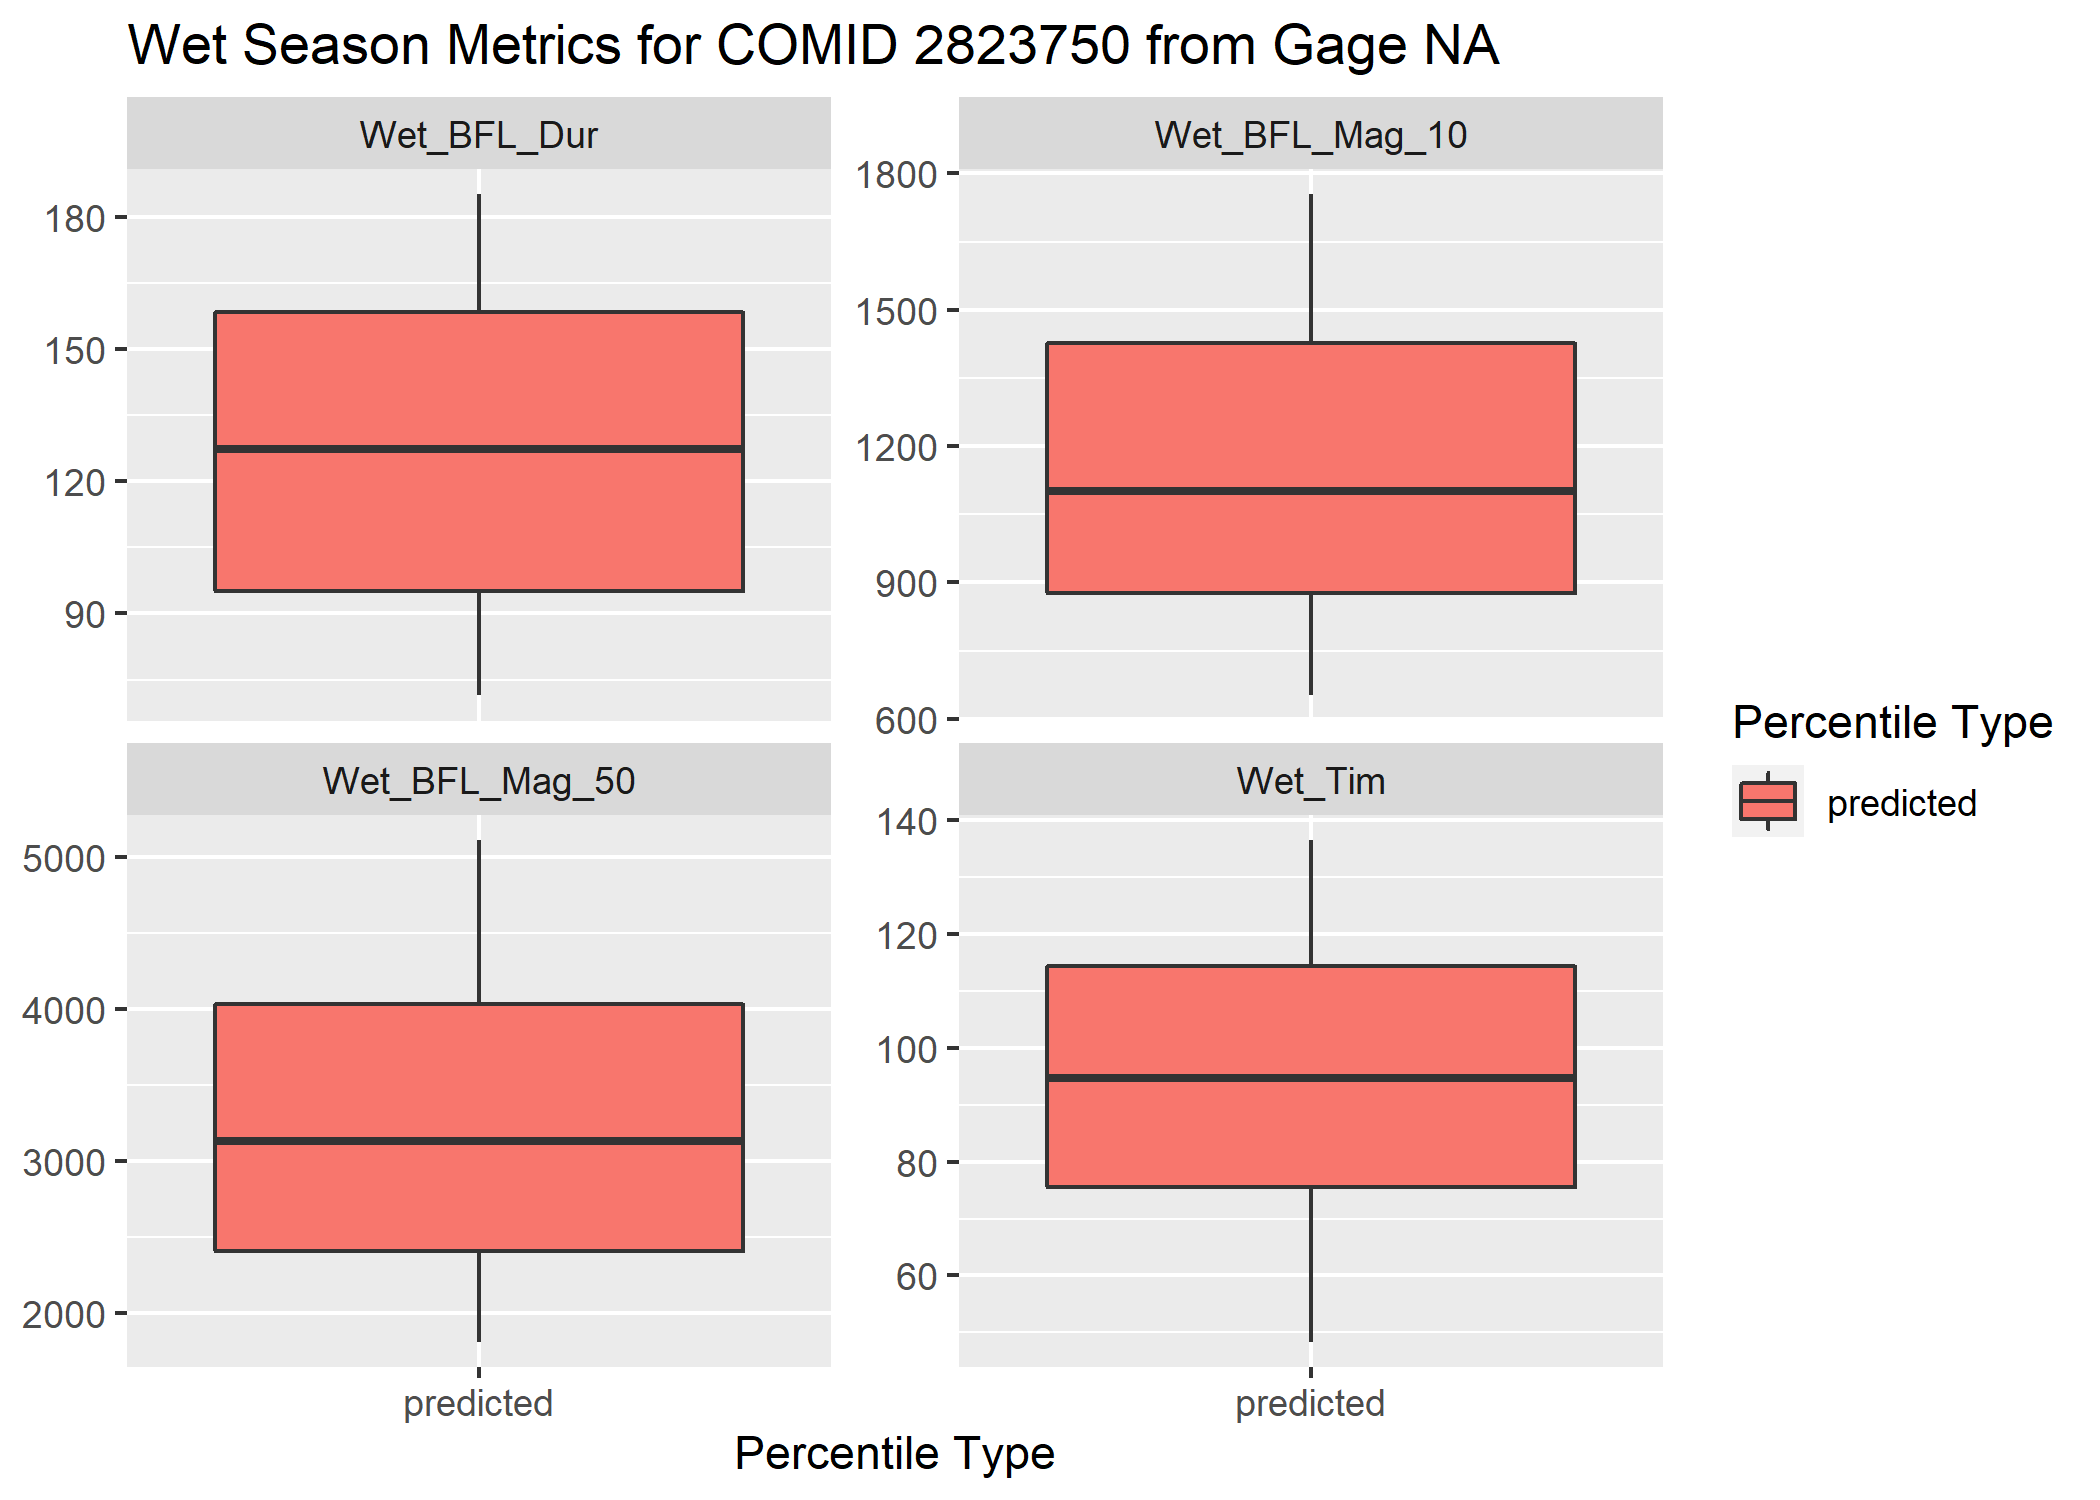 Wet Season Metrics for COMID 2823750 from Gage NA
Wet_BFL_Dur
180
150
120
90
Wet_BFL_Mag_10
1800
1500
1200
900
600
Wet_BFL_Mag_50
5000
4000
3000
2000
predicted
Wet_Tim
140
120
100
80
60
predicted
Percentile Type
Percentile Type
predicted